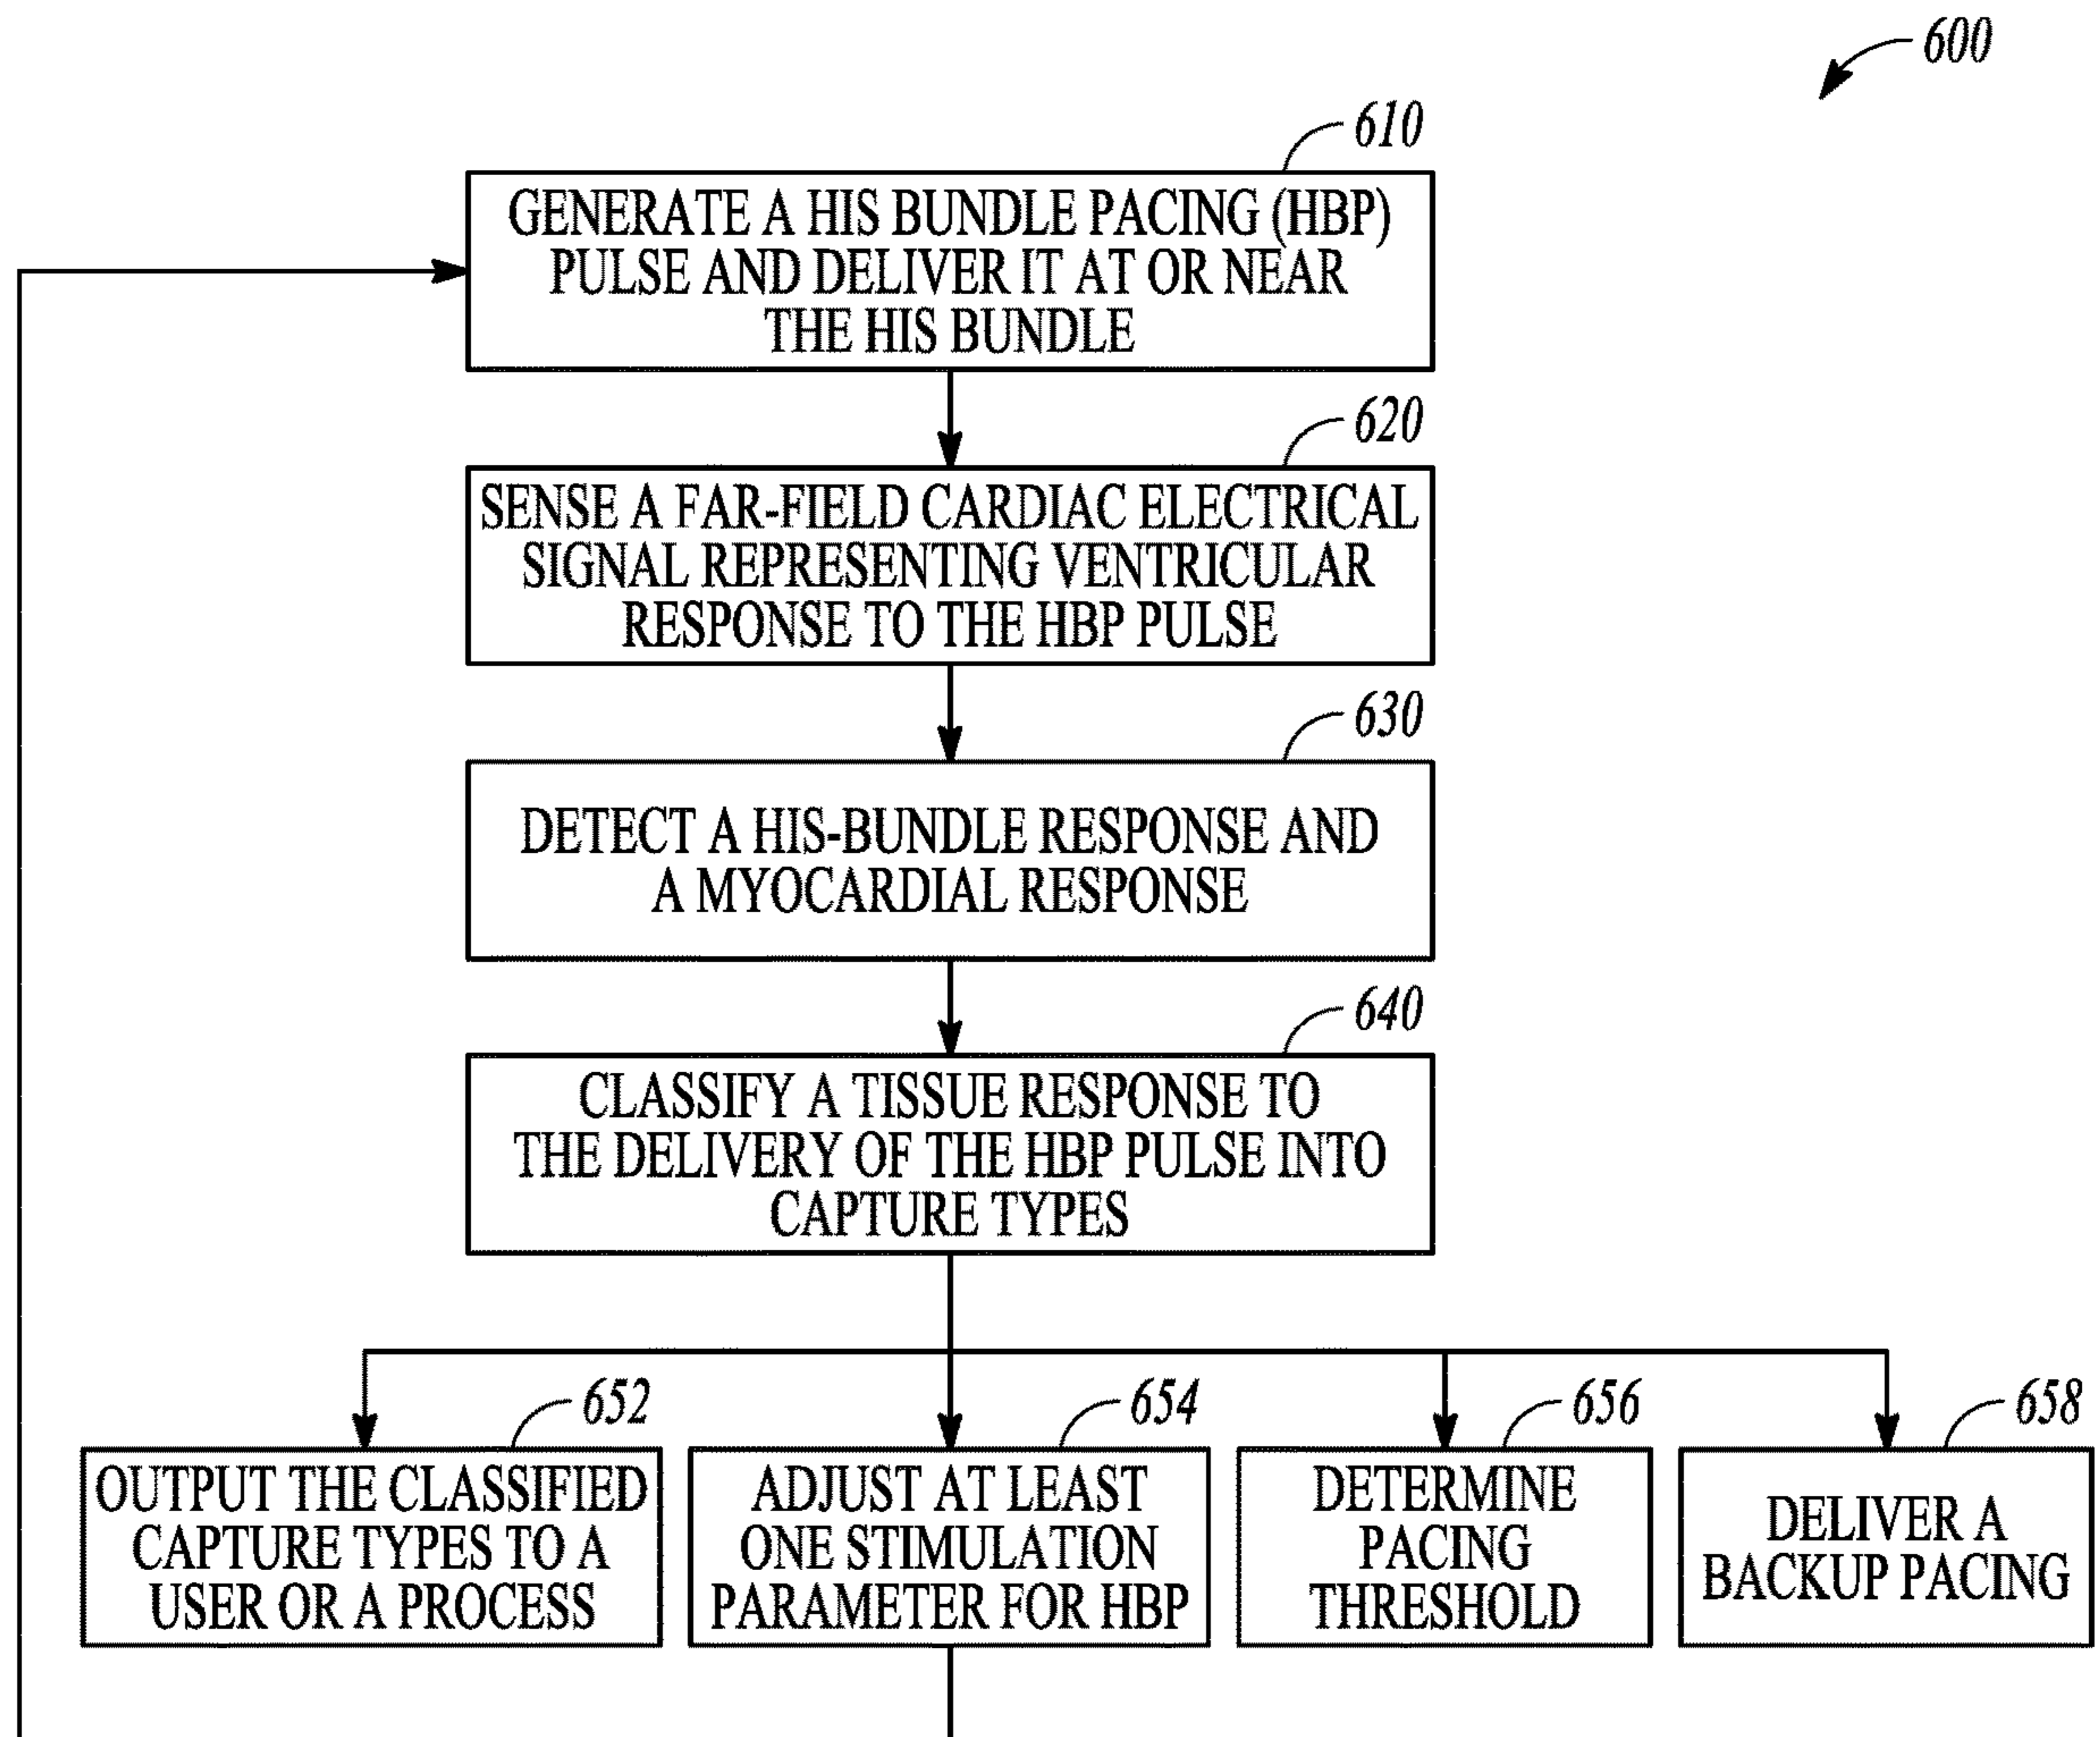 600
610
GENERATE A HIS BUNDLE PACING (HBP)
PULSE AND DELIVER IT AT OR NEAR
THE HIS BUNDLE
620
SENSE A FAR-FIELD CARDIAC ELECTRICAL
SIGNAL REPRESENTING VENTRICULAR
RESPONSE TO THE HBP PULSE
630
DETECT A HIS-BUNDLE RESPONSE AND
A MYOCARDIAL RESPONSE
640
CLASSIFY A TISSUE RESPONSE TO
THE DELIVERY OF THE HBP PULSE INTO
CAPTURE TYPES
652
OUTPUT THE CLASSIFIED
CAPTURE TYPES TO A
USER OR A PROCESS
654
ADJUST AT LEAST
ONE STIMULATION
PARAMETER FOR HBP
656
DETERMINE
PACING
THRESHOLD
658
DELIVER A
BACKUP PACING